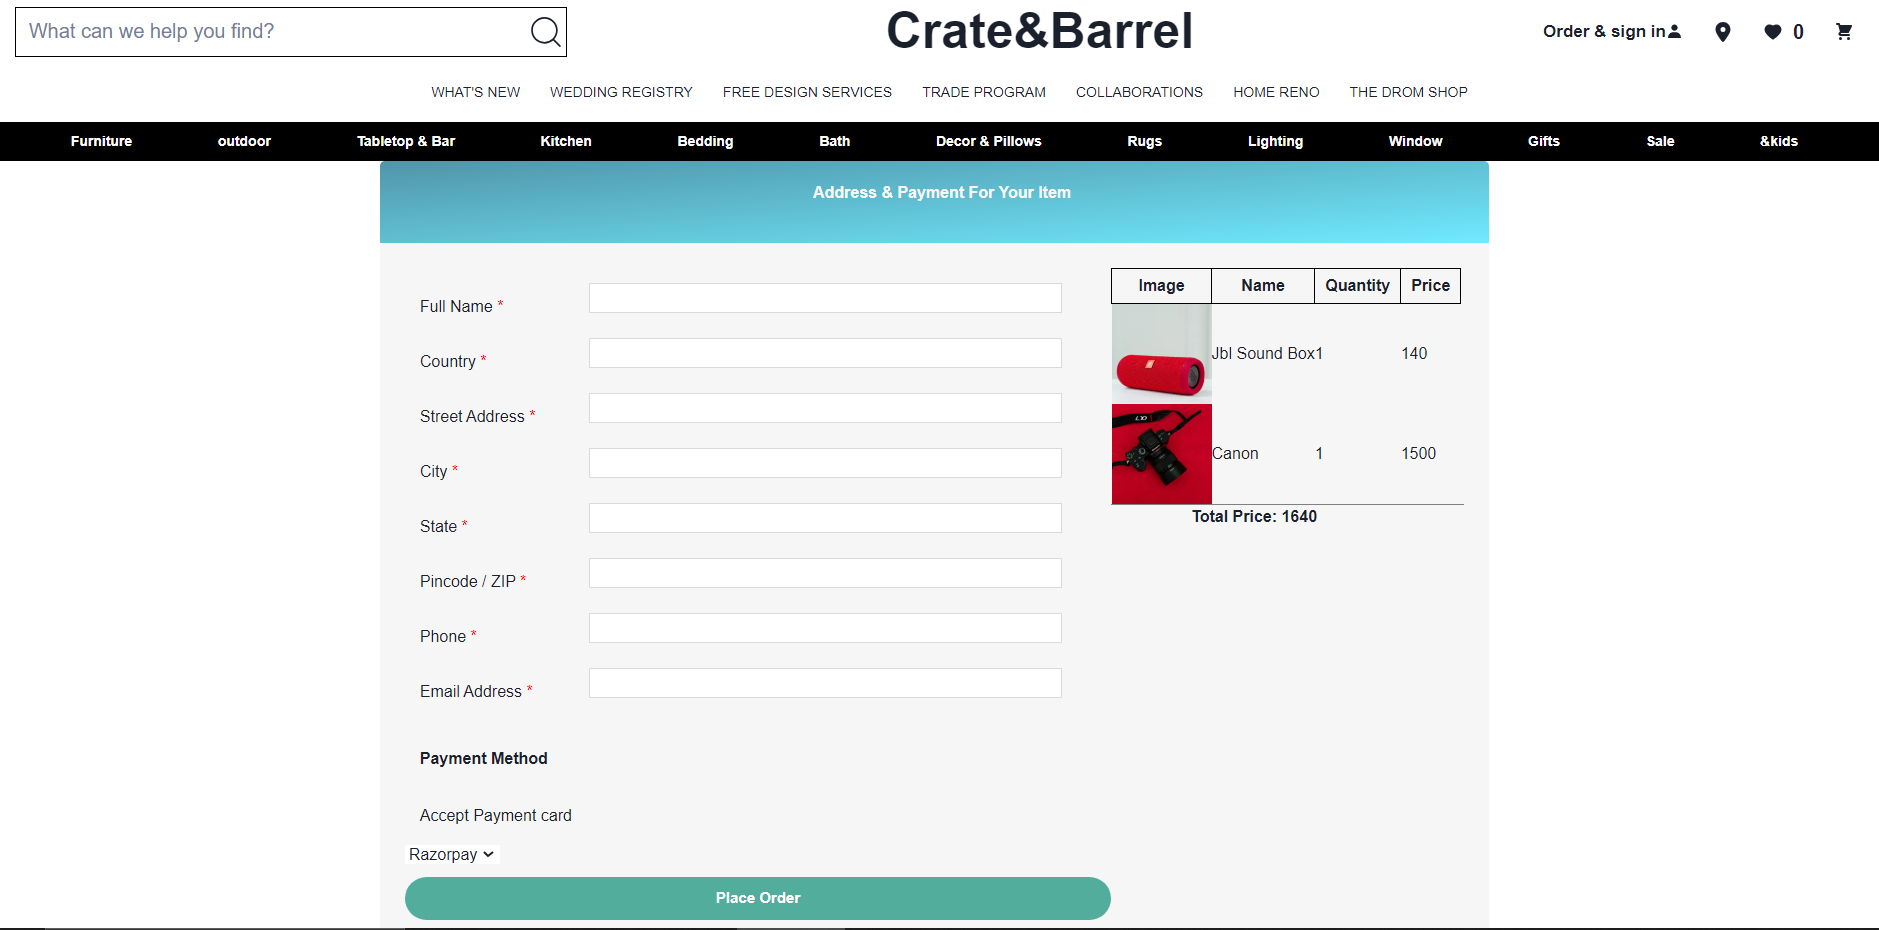 What can we help you find?
Crate&Barrel
Order & sign in
0
WHAT'S NEW WEDDING REGISTRY FREE DESIGN SERVICES TRADE PROGRAM COLLABORATIONS HOME RENO THE DROM SHOP
Furniture outdoor Tabletop & Bar Kitchen Bedding Bath Decor & Pillows Rugs Lighting Window Gifts Sale &kids
Address & Payment For Your Item
Full Name *
Country *
Street Address *
City *
State *
Pincode / ZIP *
Phone *
Email Address *
Payment Method
Accept Payment card
Razorpay
Place Order
Image Name Quantity Price
Jbl Sound Box 1 140
Canon 1 1500
Total Price: 1640